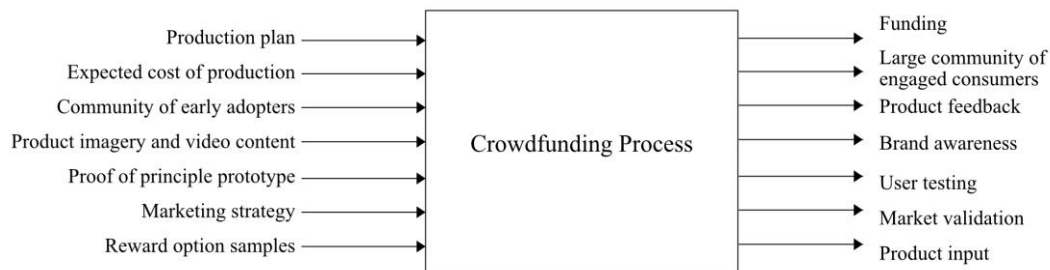 Production plan
Expected cost of production
Community of early adopters
Product imagery and video content
Proof of principle prototype
Marketing strategy
Reward option samples
Crowdfunding Process
Funding
Large community of
engaged consumers
Product feedback
Brand awareness
User testing
Market validation
Product input